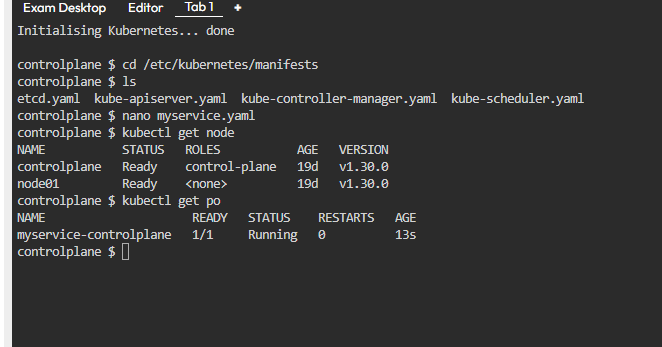 Exam Desktop Editor Tab 1 +
Initialising Kubernetes... done
controlplane $ cd /etc/kubernetes/manifests
controlplane $ ls
etcd.yaml  kube-apiserver.yaml  kube-controller-manager.yaml  kube-scheduler.yaml
controlplane $ nano myservice.yaml
controlplane $ kubectl get node
NAME           STATUS   ROLES           AGE   VERSION
controlplane   Ready    control-plane   19d   v1.30.0
node01         Ready    <none>          19d   v1.30.0
controlplane $ kubectl get po
NAME                     READY   STATUS    RESTARTS   AGE
myservice-controlplane   1/1     Running   0          13s
controlplane $